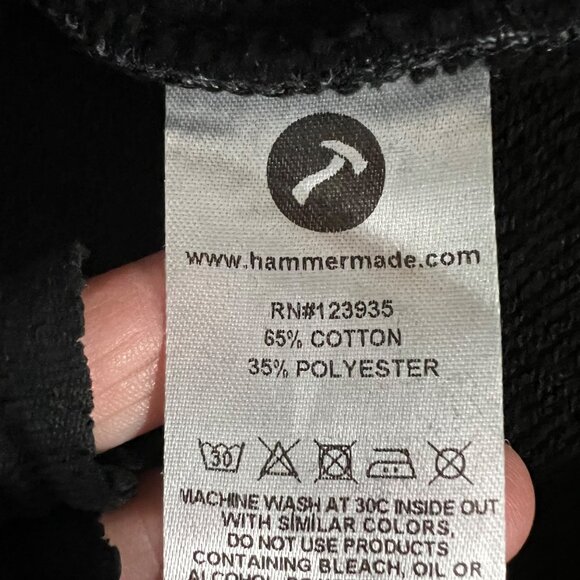 www.hammermade.com
RN#123935
65% COTTON
35% POLYESTER
30
MACHINE WASH AT 30C INSIDE OUT
WITH SIMILAR COLORS,
DO NOT USE PRODUCTS
CONTAINING BLEACH, OIL OR